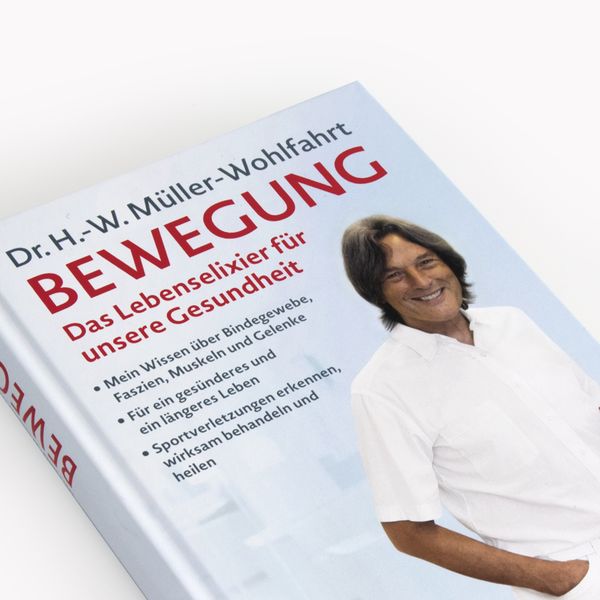 Dr. H.-W. Müller-Wohlfahrt
BEWEGUNG
Das Lebenselixier für
unsere Gesundheit
• Mein Wissen über Bindegewebe,
Faszien, Muskeln und Gelenke
• Für ein gesünderes und
ein längeres Leben
• Sportverletzungen erkennen,
wirksam behandeln und
heilen
BEWEG